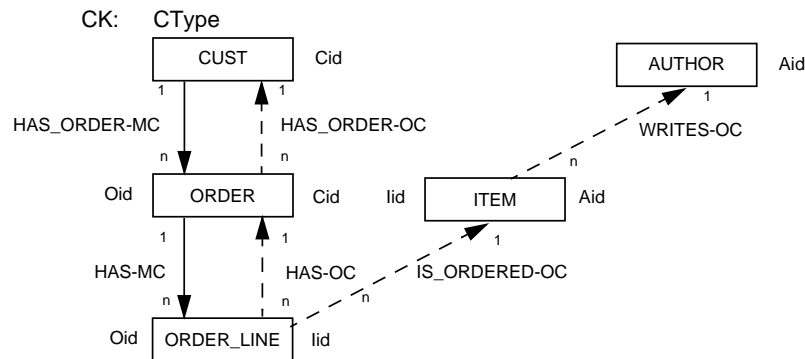 CK: CType
CUST Cid
AUTHOR Aid
1 1
1
HAS_ORDER-MC HAS_ORDER-OC
WRITES-OC
n n
n
Oid ORDER Cid
Iid ITEM Aid
1 1
1
HAS-MC HAS-OC IS_ORDERED-OC
n n n
Oid ORDER_LINE Iid